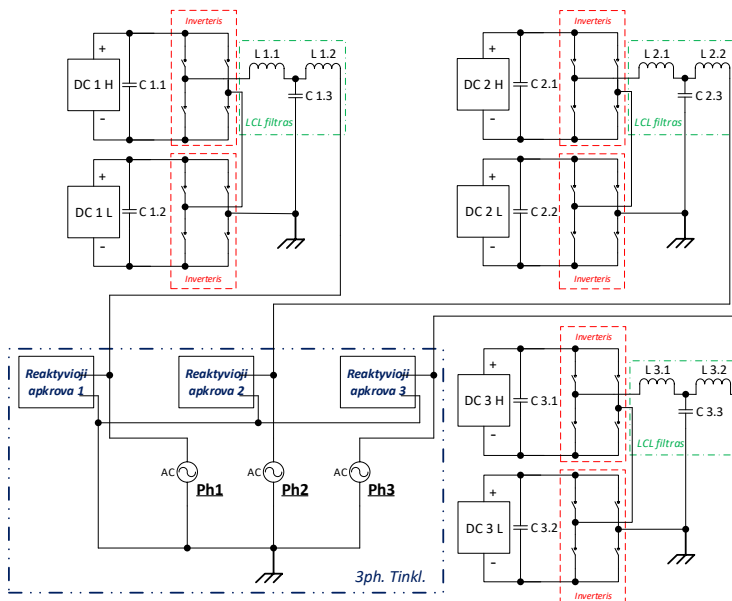 Inverteris
+
DC 1 H
-
C 1.1
L 1.1
L 1.2
C 1.3
LCL filtras
+
DC 1 L
-
C 1.2
Inverteris
Inverteris
+
DC 2 H
-
C 2.1
L 2.1
L 2.2
C 2.3
LCL filtras
+
DC 2 L
-
C 2.2
Inverteris
Reaktyvioji
apkrova 1
Reaktyvioji
apkrova 2
Reaktyvioji
apkrova 3
AC
Ph1
AC
Ph2
AC
Ph3
3ph. Tinkl.
Inverteris
+
DC 3 H
-
C 3.1
L 3.1
L 3.2
C 3.3
LCL filtras
+
DC 3 L
-
C 3.2
Inverteris